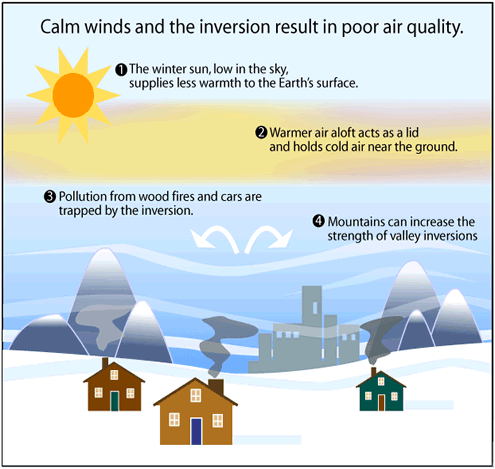 Calm winds and the inversion result in poor air quality.
❶ The winter sun, low in the sky,
supplies less warmth to the Earth's surface.
❷ Warmer air aloft acts as a lid
and holds cold air near the ground.
❸ Pollution from wood fires and cars are
trapped by the inversion.
❹ Mountains can increase the
strength of valley inversions